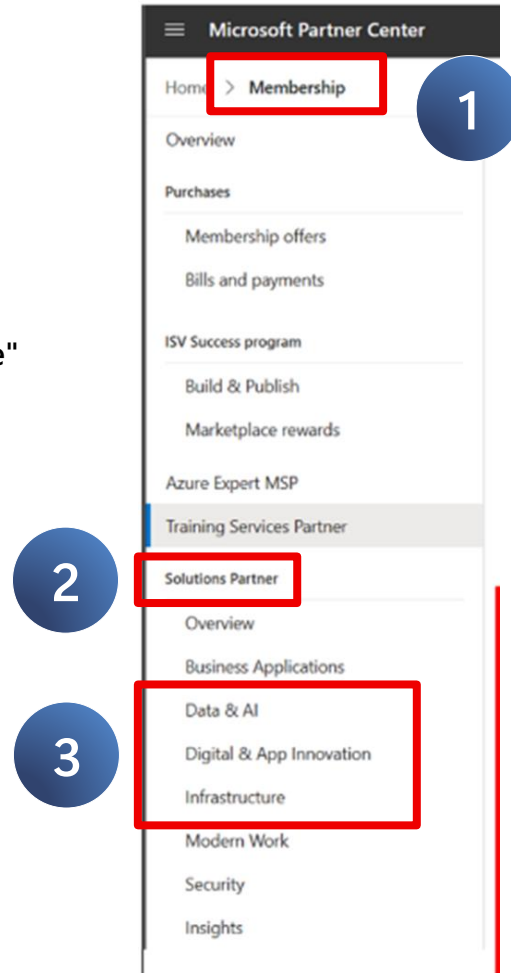 Microsoft Partner Center
Home > Membership
1
Overview
Purchases
Membership offers
Bills and payments
e"
ISV Success program
Build & Publish
Marketplace rewards
Azure Expert MSP
Training Services Partner
2
Solutions Partner
Overview
Business Applications
Data & AI
3
Digital & App Innovation
Infrastructure
Modern Work
Security
Insights